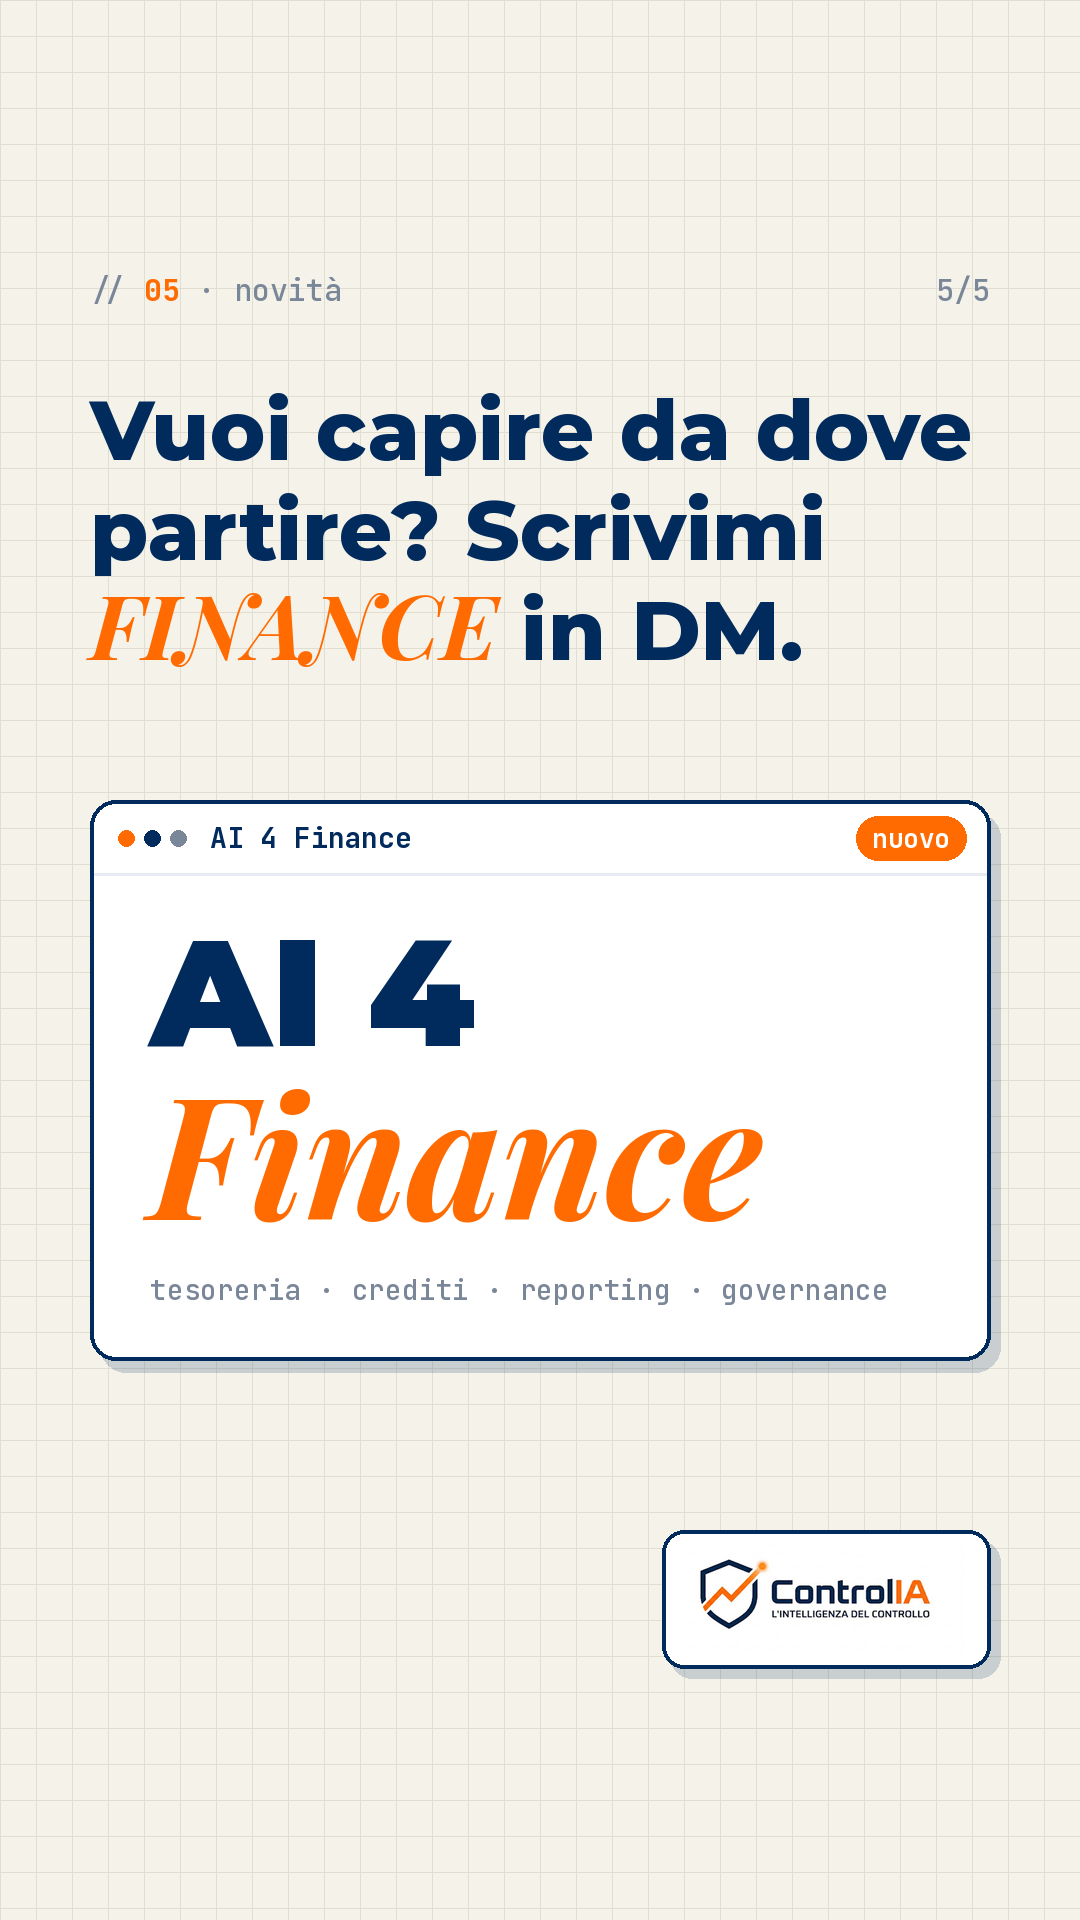 // 05 · novità
5/5
Vuoi capire da dove
partire? Scrivimi
FINANCE in DM.
AI 4 Finance
nuovo
AI 4
Finance
tesoreria · crediti · reporting · governance
ControlIA
L'INTELLIGENZA DEL CONTROLLO